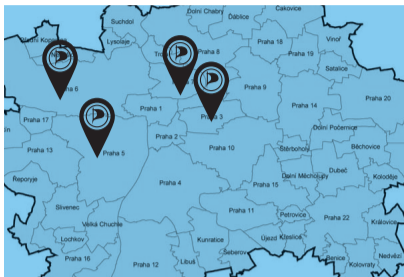 Čakovice
Dolní Chabry
Ďáblice
Suchdol
Lysolaje
Praha 8
Praha 18
Vinoř
Praha 19
Satalice
Praha 9
Praha 20
Praha 14
Praha 1
Praha 3
Praha 17
Praha 2
Dolní Počernice
Praha 13
Praha 5
Praha 10
Štěrboholy
Běchovice
Dubeč
Koloděje
Dolní Měcholupy
Řeporyje
Praha 4
Praha 15
Slivenec
Praha 11
Petrovice
Praha 22
Královice
Velká Chuchle
Lochkov
Kunratice
Újezd
Křeslice
Šeberov
Nedvězí
Praha 16
Praha 12
Libuš
Benice
Kolovraty